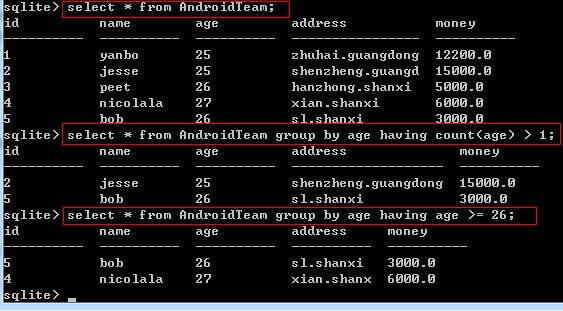 sqlite> select * from AndroidTeam;
id name age address money
---------- ---------- ---------- ---------------- ----------
1 yanbo 25 zhuhai.guangdong 12200.0
2 jesse 25 shenzheng.guangd 15000.0
3 peet 26 hanzhong.shanxi 5000.0
4 nicolala 27 xian.shanxi 6000.0
5 bob 26 sl.shanxi 3000.0
sqlite> select * from AndroidTeam group by age having count(age) > 1;
id name age address money
---------- ---------- ---------- ------------------- ----------
2 jesse 25 shenzheng.guangdong 15000.0
5 bob 26 sl.shanxi 3000.0
sqlite> select * from AndroidTeam group by age having age >= 26;
id name age address money
---------- ---------- ---------- ---------- ----------
5 bob 26 sl.shanxi 3000.0
4 nicolala 27 xian.shanx 6000.0
sqlite>